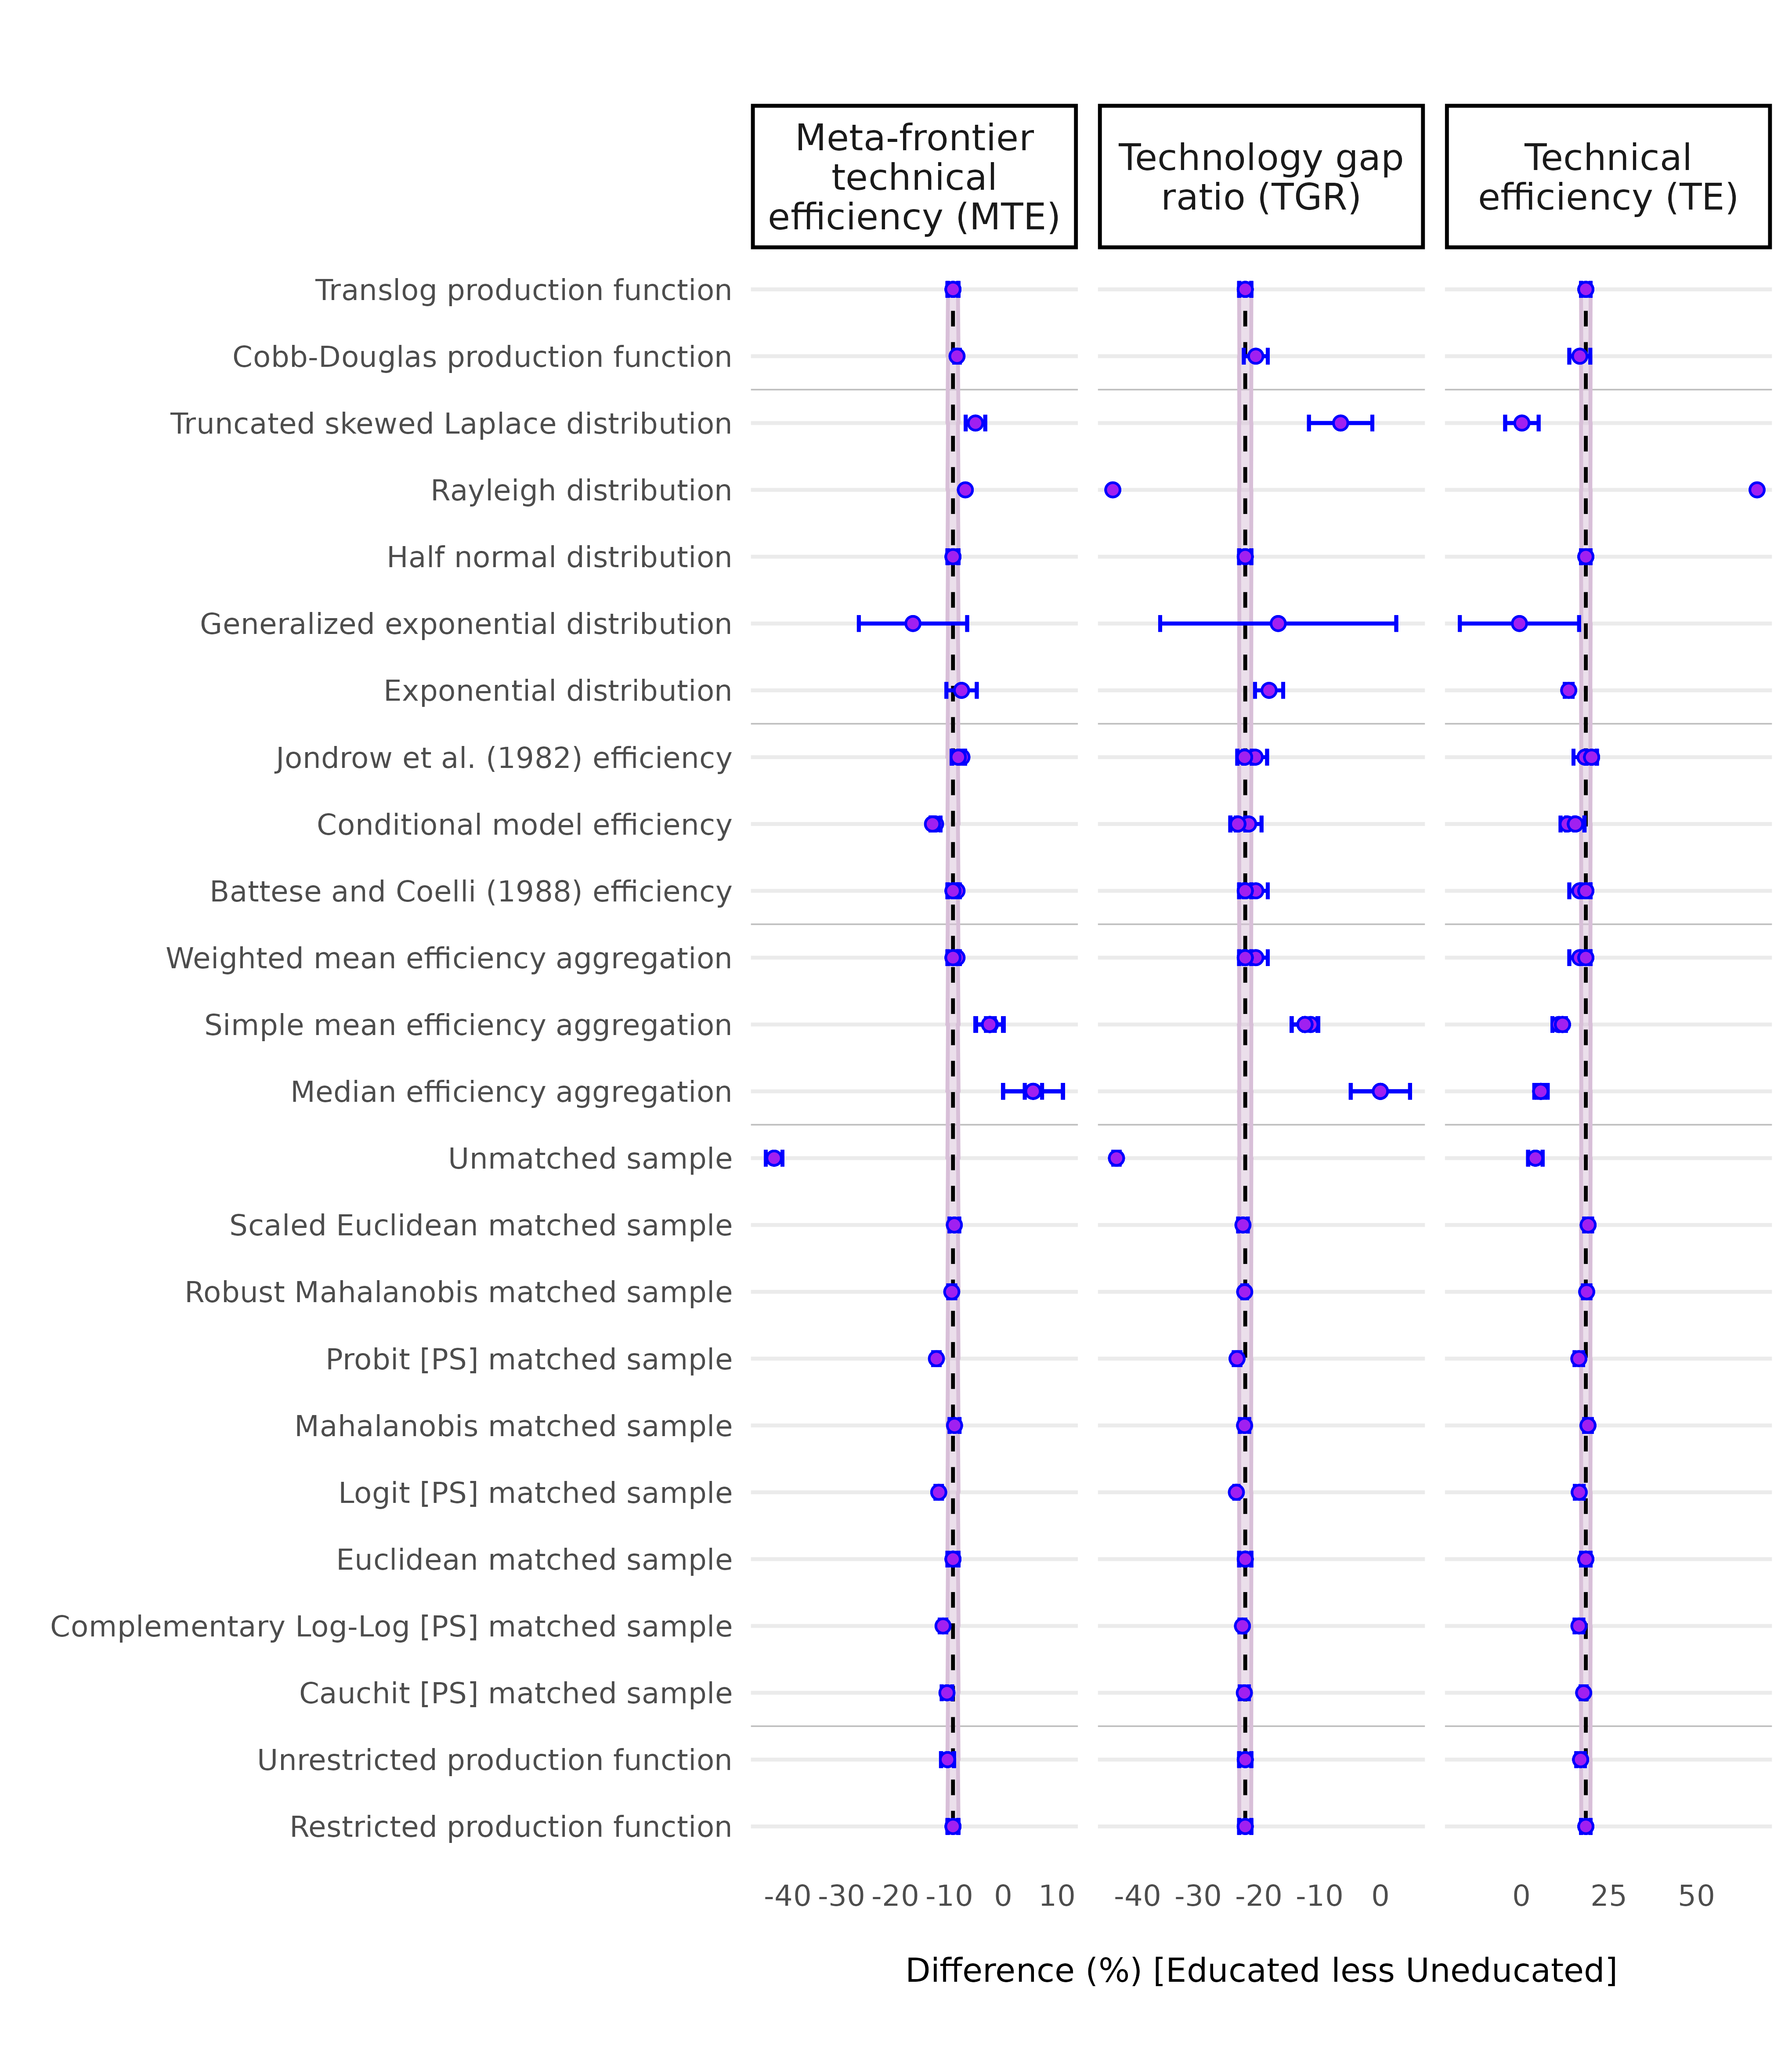 Meta-frontier
technical
efficiency (MTE)
Technology gap
ratio (TGR)
Technical
efficiency (TE)
Translog production function
Cobb-Douglas production function
Truncated skewed Laplace distribution
Rayleigh distribution
Half normal distribution
Generalized exponential distribution
Exponential distribution
Jondrow et al. (1982) efficiency
Conditional model efficiency
Battese and Coelli (1988) efficiency
Weighted mean efficiency aggregation
Simple mean efficiency aggregation
Median efficiency aggregation
Unmatched sample
Scaled Euclidean matched sample
Robust Mahalanobis matched sample
Probit [PS] matched sample
Mahalanobis matched sample
Logit [PS] matched sample
Euclidean matched sample
Complementary Log-Log [PS] matched sample
Cauchit [PS] matched sample
Unrestricted production function
Restricted production function
-40 -30 -20 -10 0 10
-40 -30 -20 -10 0
0 25 50
Difference (%) [Educated less Uneducated]